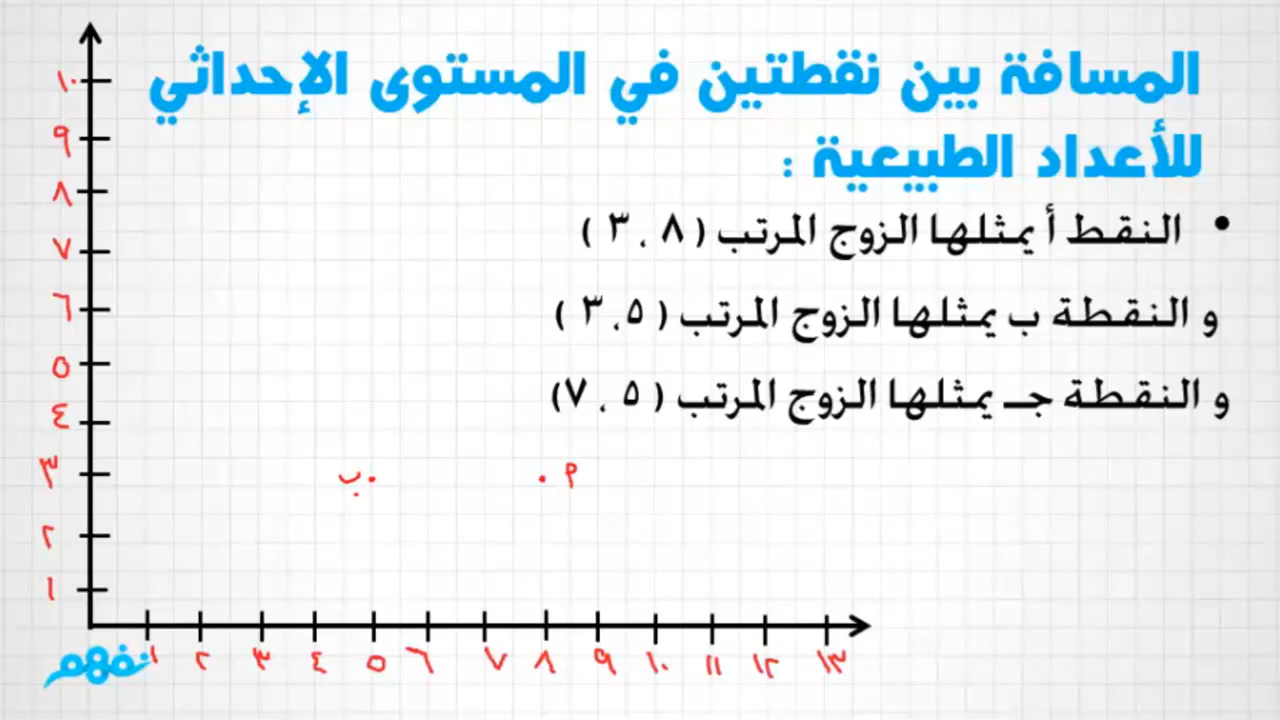 المسافة بين نقطتين في المستوى الإحداثي
للأعداد الطبيعية :
• النقط أ يمثلها الزوج المرتب ( ٨ ، ٣ )
و النقطة ب يمثلها الزوج المرتب ( ٥ ، ٣ )
و النقطة جـ يمثلها الزوج المرتب ( ٥ ، ٧ )
١٠
٩
٨
٧
٦
٥
٤
٣
٢
١
ب
أ
١ ٢ ٣ ٤ ٥ ٦ ٧ ٨ ٩ ١٠ ١١ ١٢ ١٣
نفهم